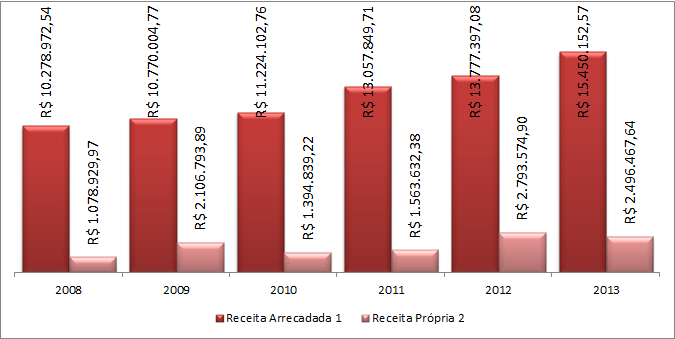 R$ 10.278.972,54
R$ 1.078.929,97
R$ 10.770.004,77
R$ 2.106.793,89
R$ 11.224.102,76
R$ 1.394.839,22
R$ 13.057.849,71
R$ 1.563.632,38
R$ 13.777.397,08
R$ 2.793.574,90
R$ 15.450.152,57
R$ 2.496.467,64
2008 2009 2010 2011 2012 2013
Receita Arrecadada 1 Receita Própria 2